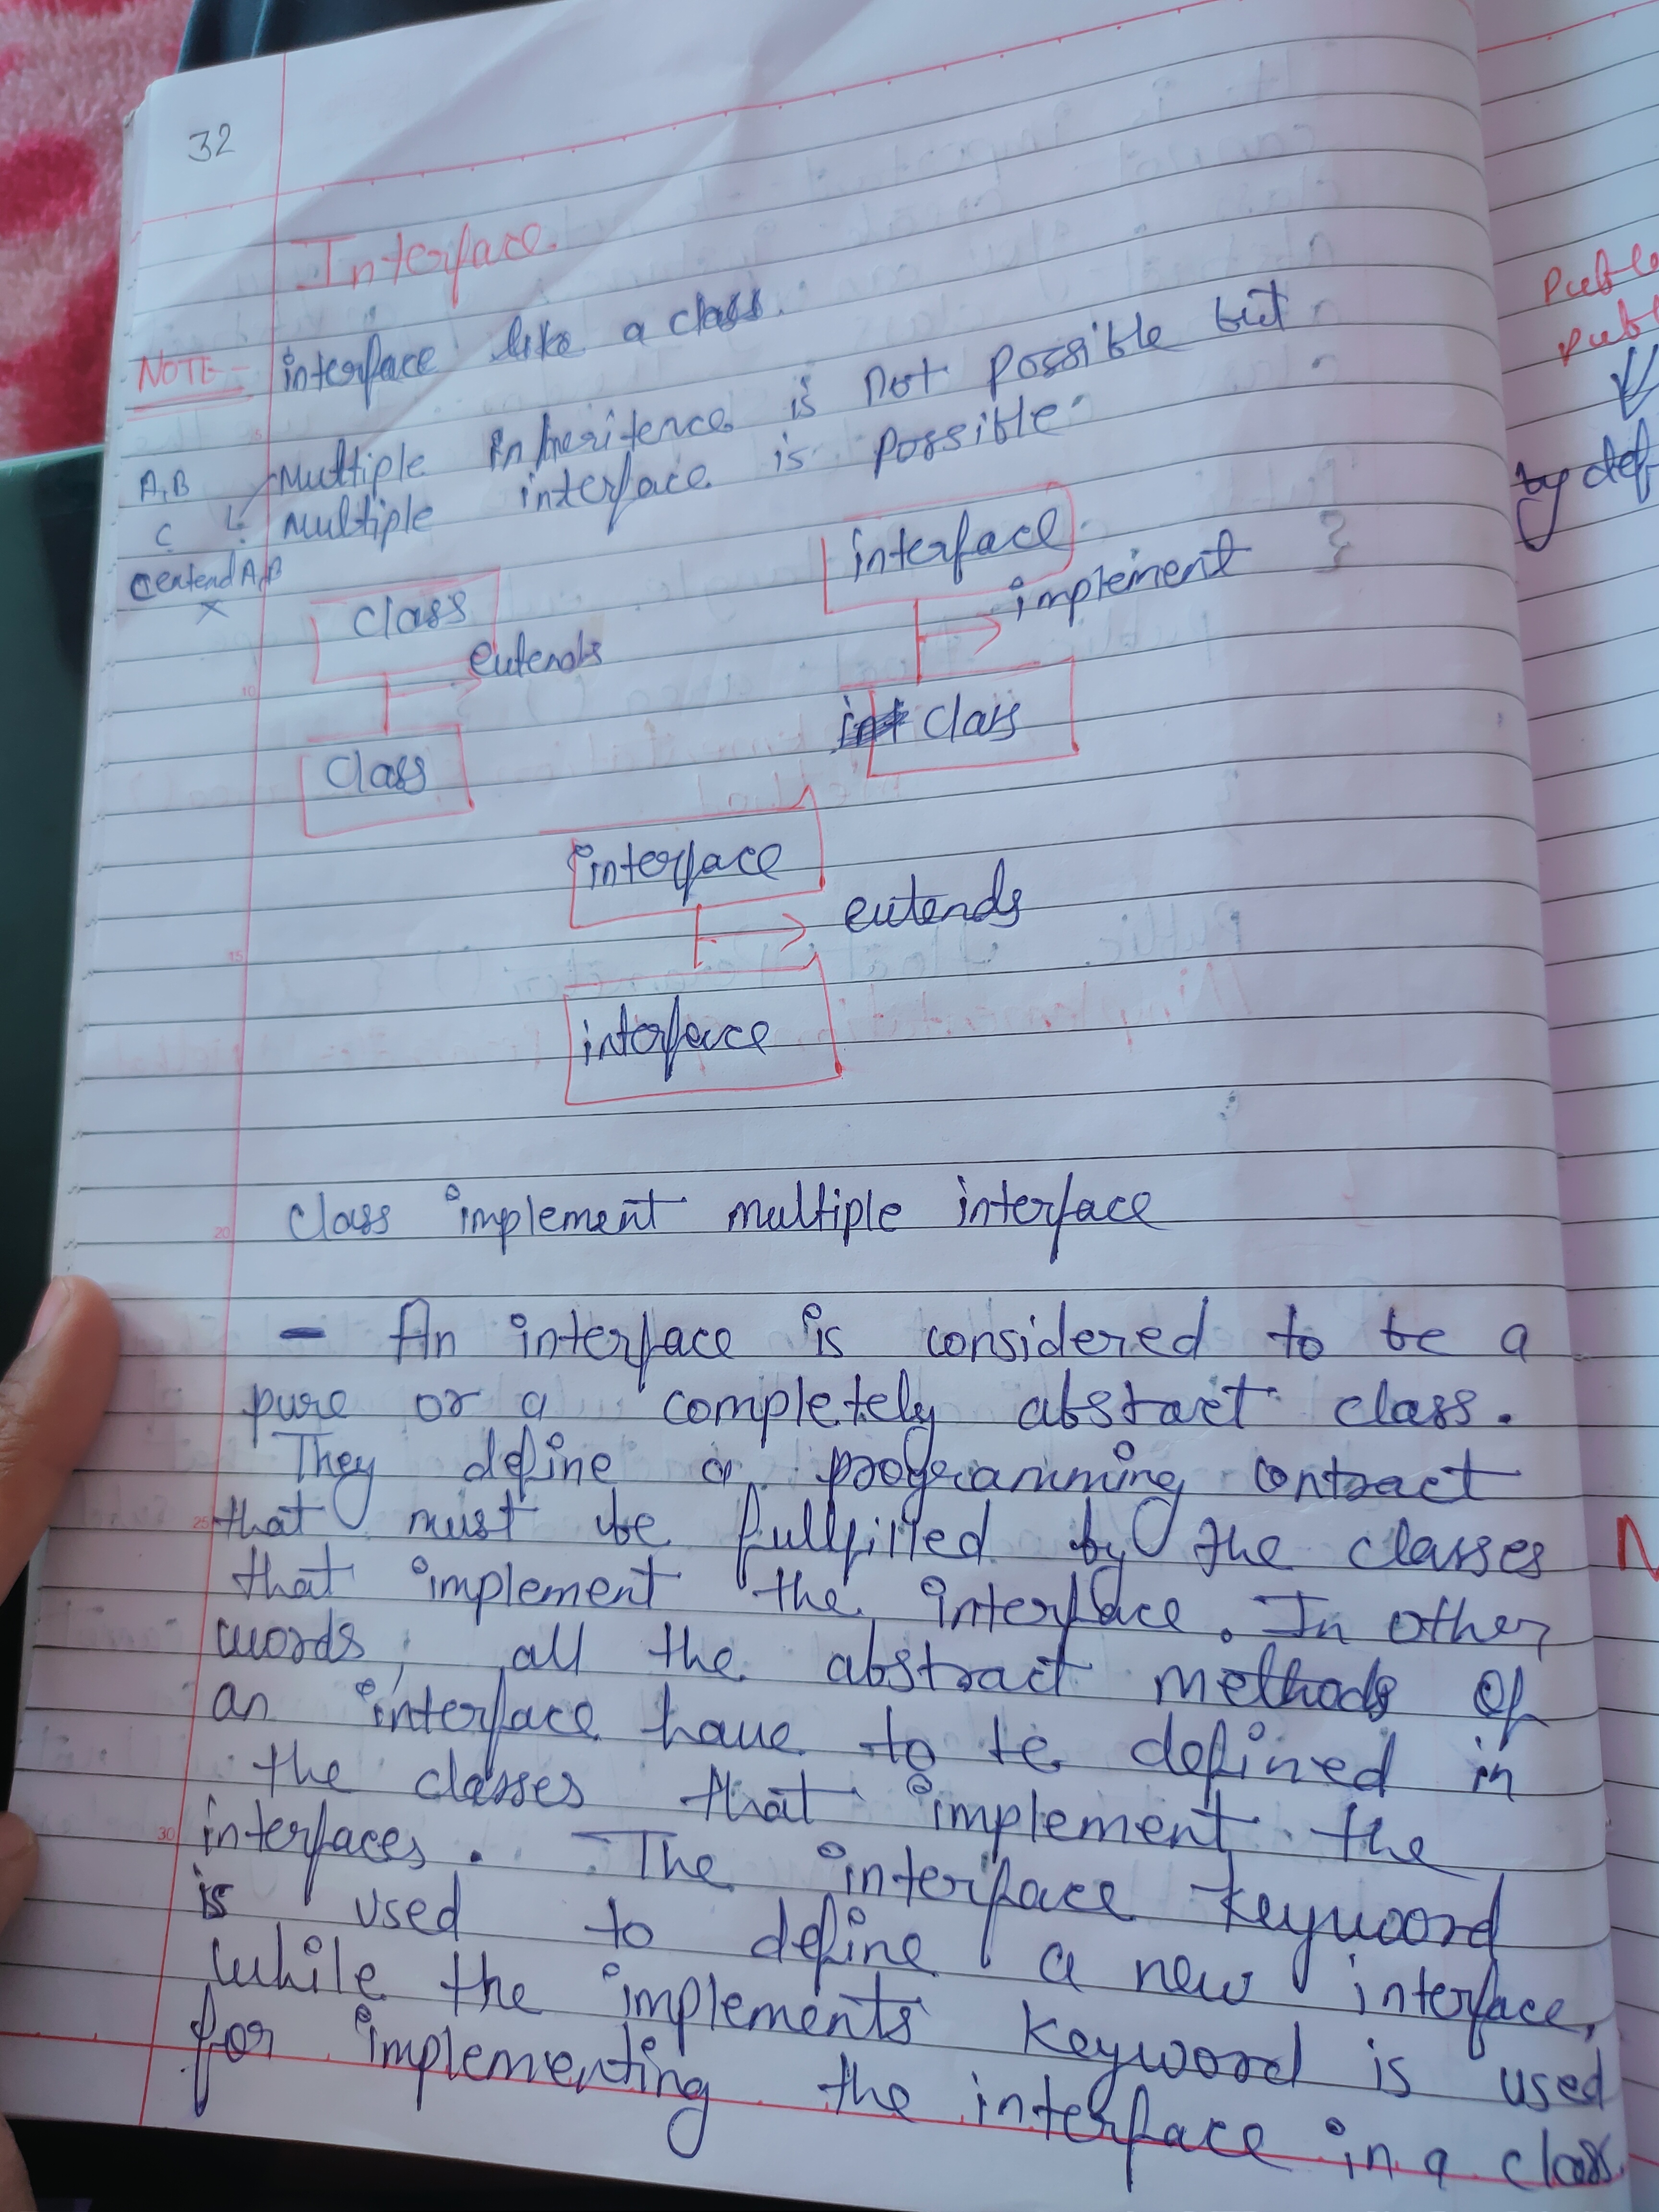 32
Interface
NOTE - interface like a class.
Multiple inheritence is not possible but
multiple interface is possible
A,B
C
C extend A,B
×
class
extends
class
interface
implement
class
interface
extends
interface
class implement multiple interface
- An interface is considered to be a
pure or a completely abstract class.
They define a programming contract
that must be fullfilled by the classes
that implement the interface. In other
words, all the abstract methods of
an interface have to be defined in
the classes that implement the
interfaces. The interface keyword
is used to define a new interface,
while the implements keyword is used
for implementing the interface in a class.
by def